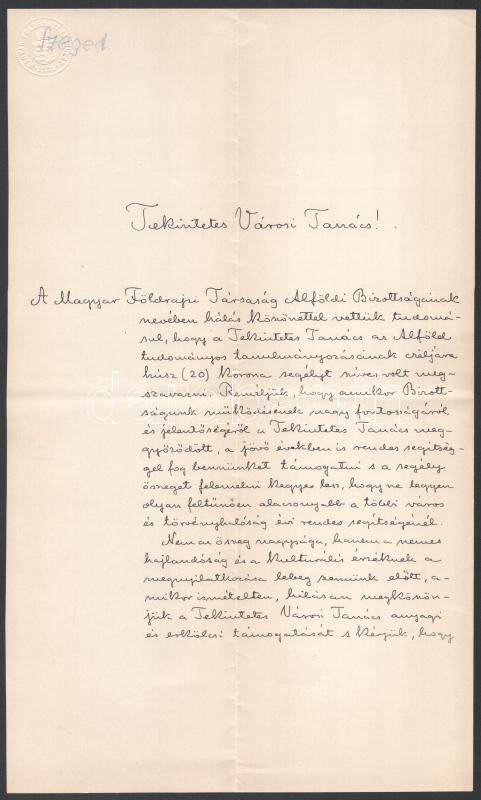 Szeged
Tekintetes Városi Tanács!
A Magyar Földrajzi Társaság Alföldi Bizottságának
nevében hálás köszönettel vettük tudomá-
sul, hogy a Tekintetes Tanács az Alföld
tudományos tanulmányozásának céljára
húsz (20) korona segélyt szíves volt meg-
szavazni. Reméljük, hogy amikor Bizott-
ságunk működésének nagy fontosságáról
és jelentőségéről a Tekintetes Tanács meg-
győződött, a jövő években is rendes segítség-
gel fog bennünket támogatni s a segély
összeget felemelni kegyes lesz, hogy ne legyen
olyan feltünően alacsonyabb a többi város
és törvényhatóság évi rendes segítségénél.
Nem az összeg nagysága, hanem a nemes
hajlandóság és a kulturális érzéknek a
megnyilatkozása lebeg szemünk előtt, a-
mikor ismételten, hálásan megköszön-
jük a Tekintetes Városi Tanács anyagi
és erkölcsi támogatását s kérjük, hogy